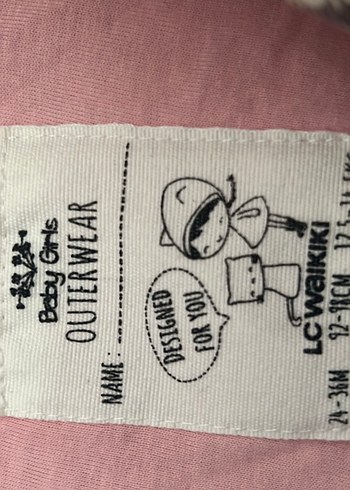 Baby Girls
OUTERWEAR
NAME:
DESIGNED
FOR YOU
LC WAIKIKI
24-36M 92-98CM